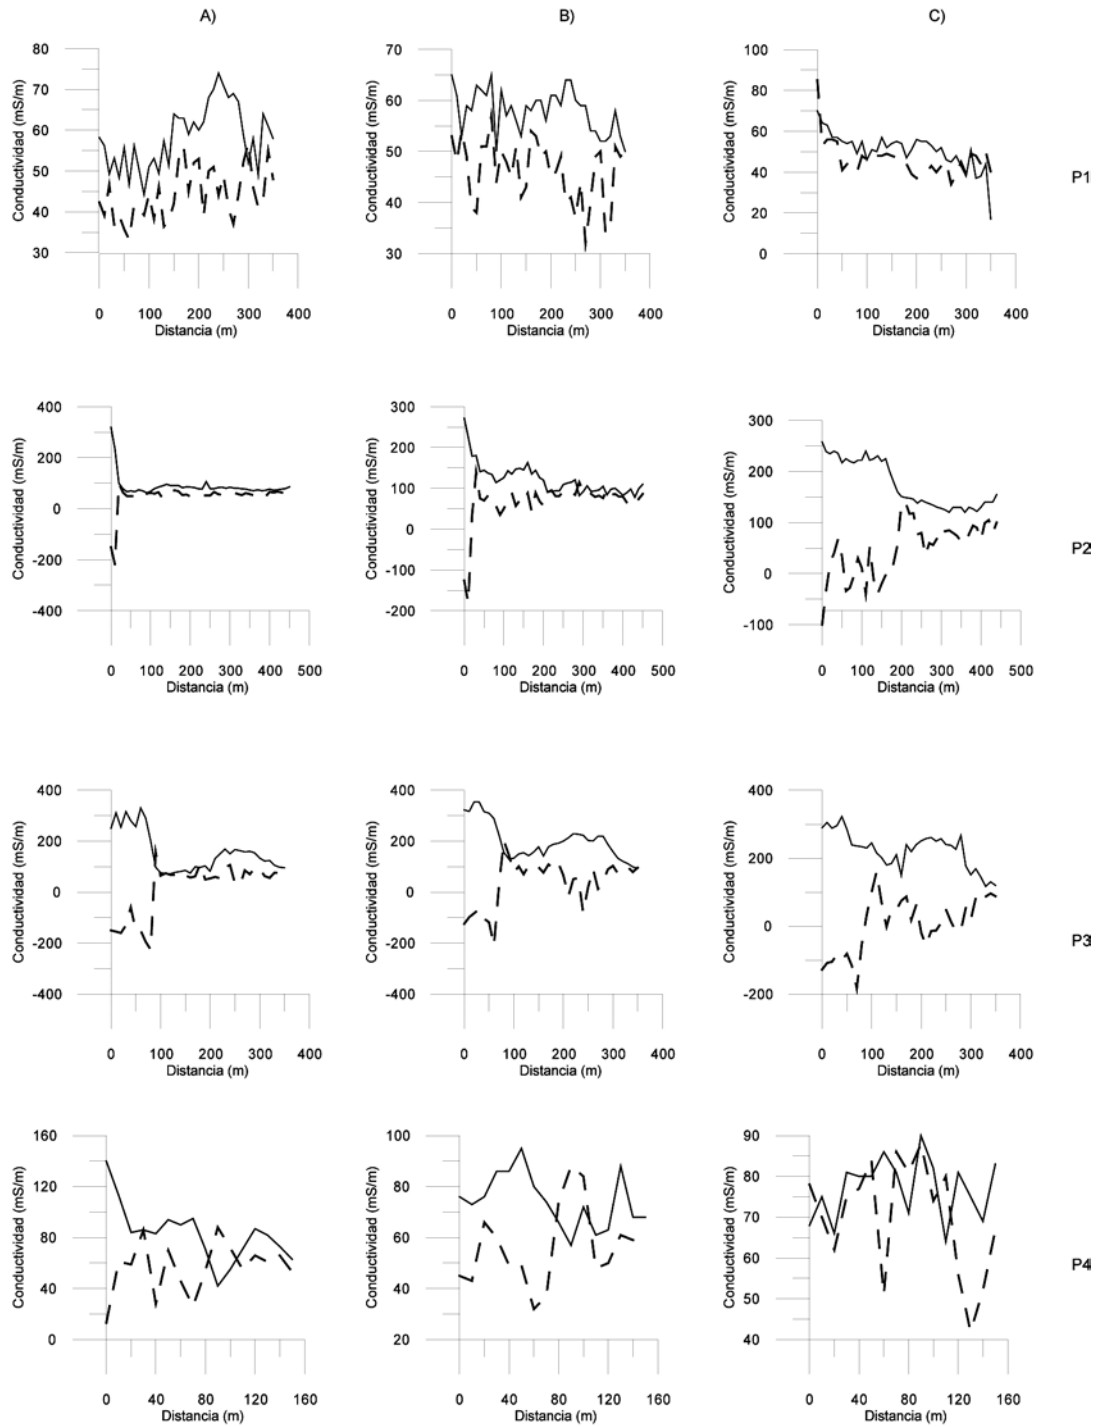 A) B) C)
80 70 100
70 60 80
60 50 60
50 40 40
40 30 20
30 0
Conductividad (mS/m) Conductividad (mS/m) Conductividad (mS/m)
P1
0 100 200 300 400 0 100 200 300 400 0 100 200 300 400
Distancia (m) Distancia (m) Distancia (m)
400 300 300
200 200 200
0 100 100
-200 0 0
-400 -100 -100
-200
Conductividad (mS/m) Conductividad (mS/m) Conductividad (mS/m)
P2
0 100 200 300 400 500 0 100 200 300 400 500 0 100 200 300 400 500
Distancia (m) Distancia (m) Distancia (m)
400 400 400
200 200 200
0 0 0
-200 -200 -200
-400 -400
Conductividad (mS/m) Conductividad (mS/m) Conductividad (mS/m)
P3
0 100 200 300 400 0 100 200 300 400 0 100 200 300 400
Distancia (m) Distancia (m) Distancia (m)
160 100 90
120 80 80
80 60 70
40 40 60
0 20 50
40
Conductividad (mS/m) Conductividad (mS/m) Conductividad (mS/m)
P4
0 40 80 120 160 0 40 80 120 160 0 40 80 120 160
Distancia (m) Distancia (m) Distancia (m)